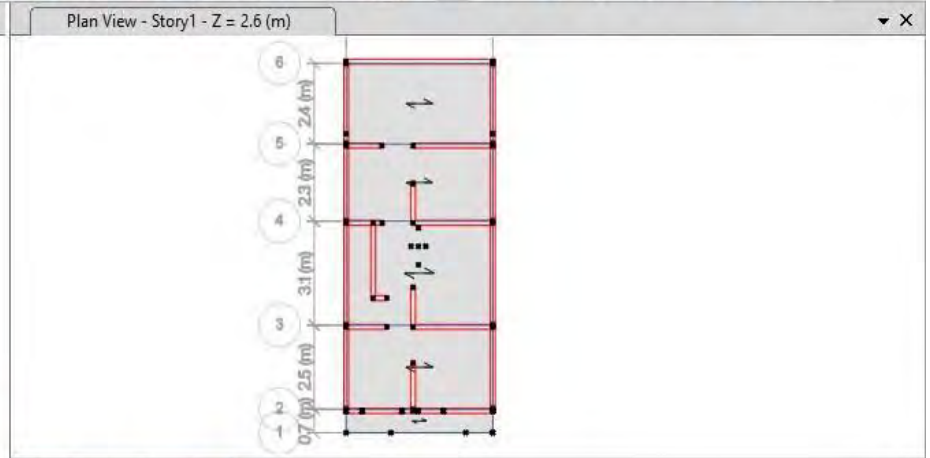 Plan View - Story1 - Z = 2.6 (m)
6
2.4 (m)
5
2.3 (m)
4
3.1 (m)
3
2.5 (m)
2
0.7 (m)
1